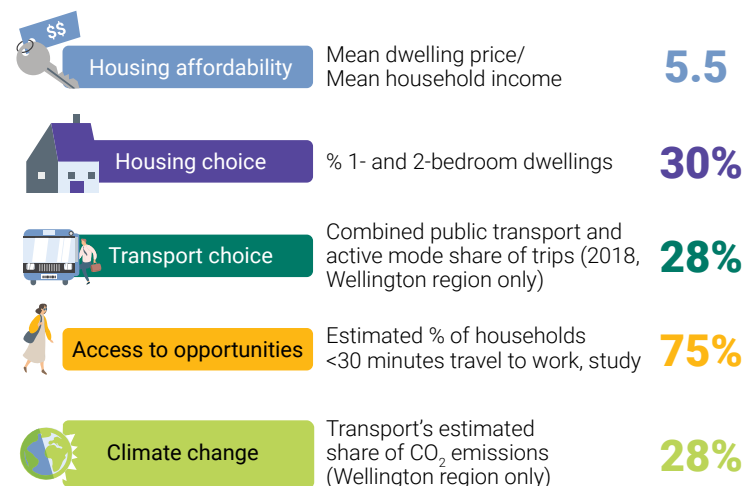 $$
Housing affordability
Mean dwelling price/
Mean household income
5.5
Housing choice
% 1- and 2-bedroom dwellings
30%
Transport choice
Combined public transport and
active mode share of trips (2018,
Wellington region only)
28%
Access to opportunities
Estimated % of households
<30 minutes travel to work, study
75%
Climate change
Transport's estimated
share of CO₂ emissions
(Wellington region only)
28%